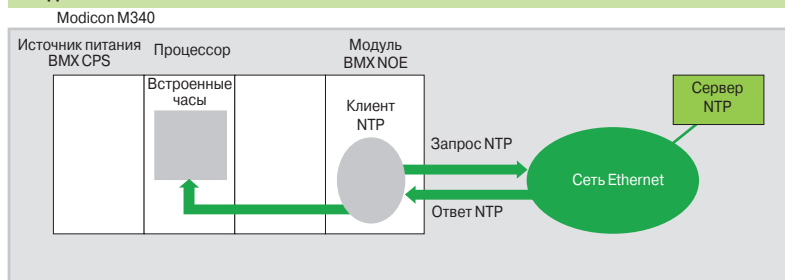 Modicon M340
Источник питания
BMX CPS
Процессор
Модуль
BMX NOE
Встроенные
часы
Клиент
NTP
Запрос NTP
Ответ NTP
Сеть Ethernet
Сервер
NTP